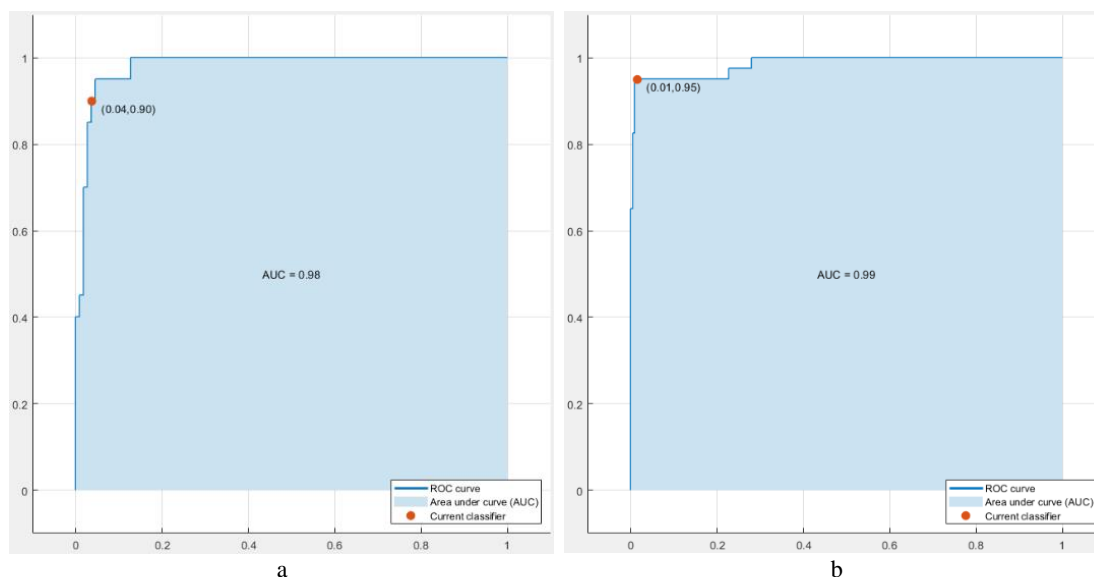 1
0.8
0.6
0.4
0.2
0
(0.04,0.90)
AUC = 0.98
ROC curve
Area under curve (AUC)
Current classifier
0 0.2 0.4 0.6 0.8 1
a
1
0.8
0.6
0.4
0.2
0
(0.01,0.95)
AUC = 0.99
ROC curve
Area under curve (AUC)
Current classifier
0 0.2 0.4 0.6 0.8 1
b